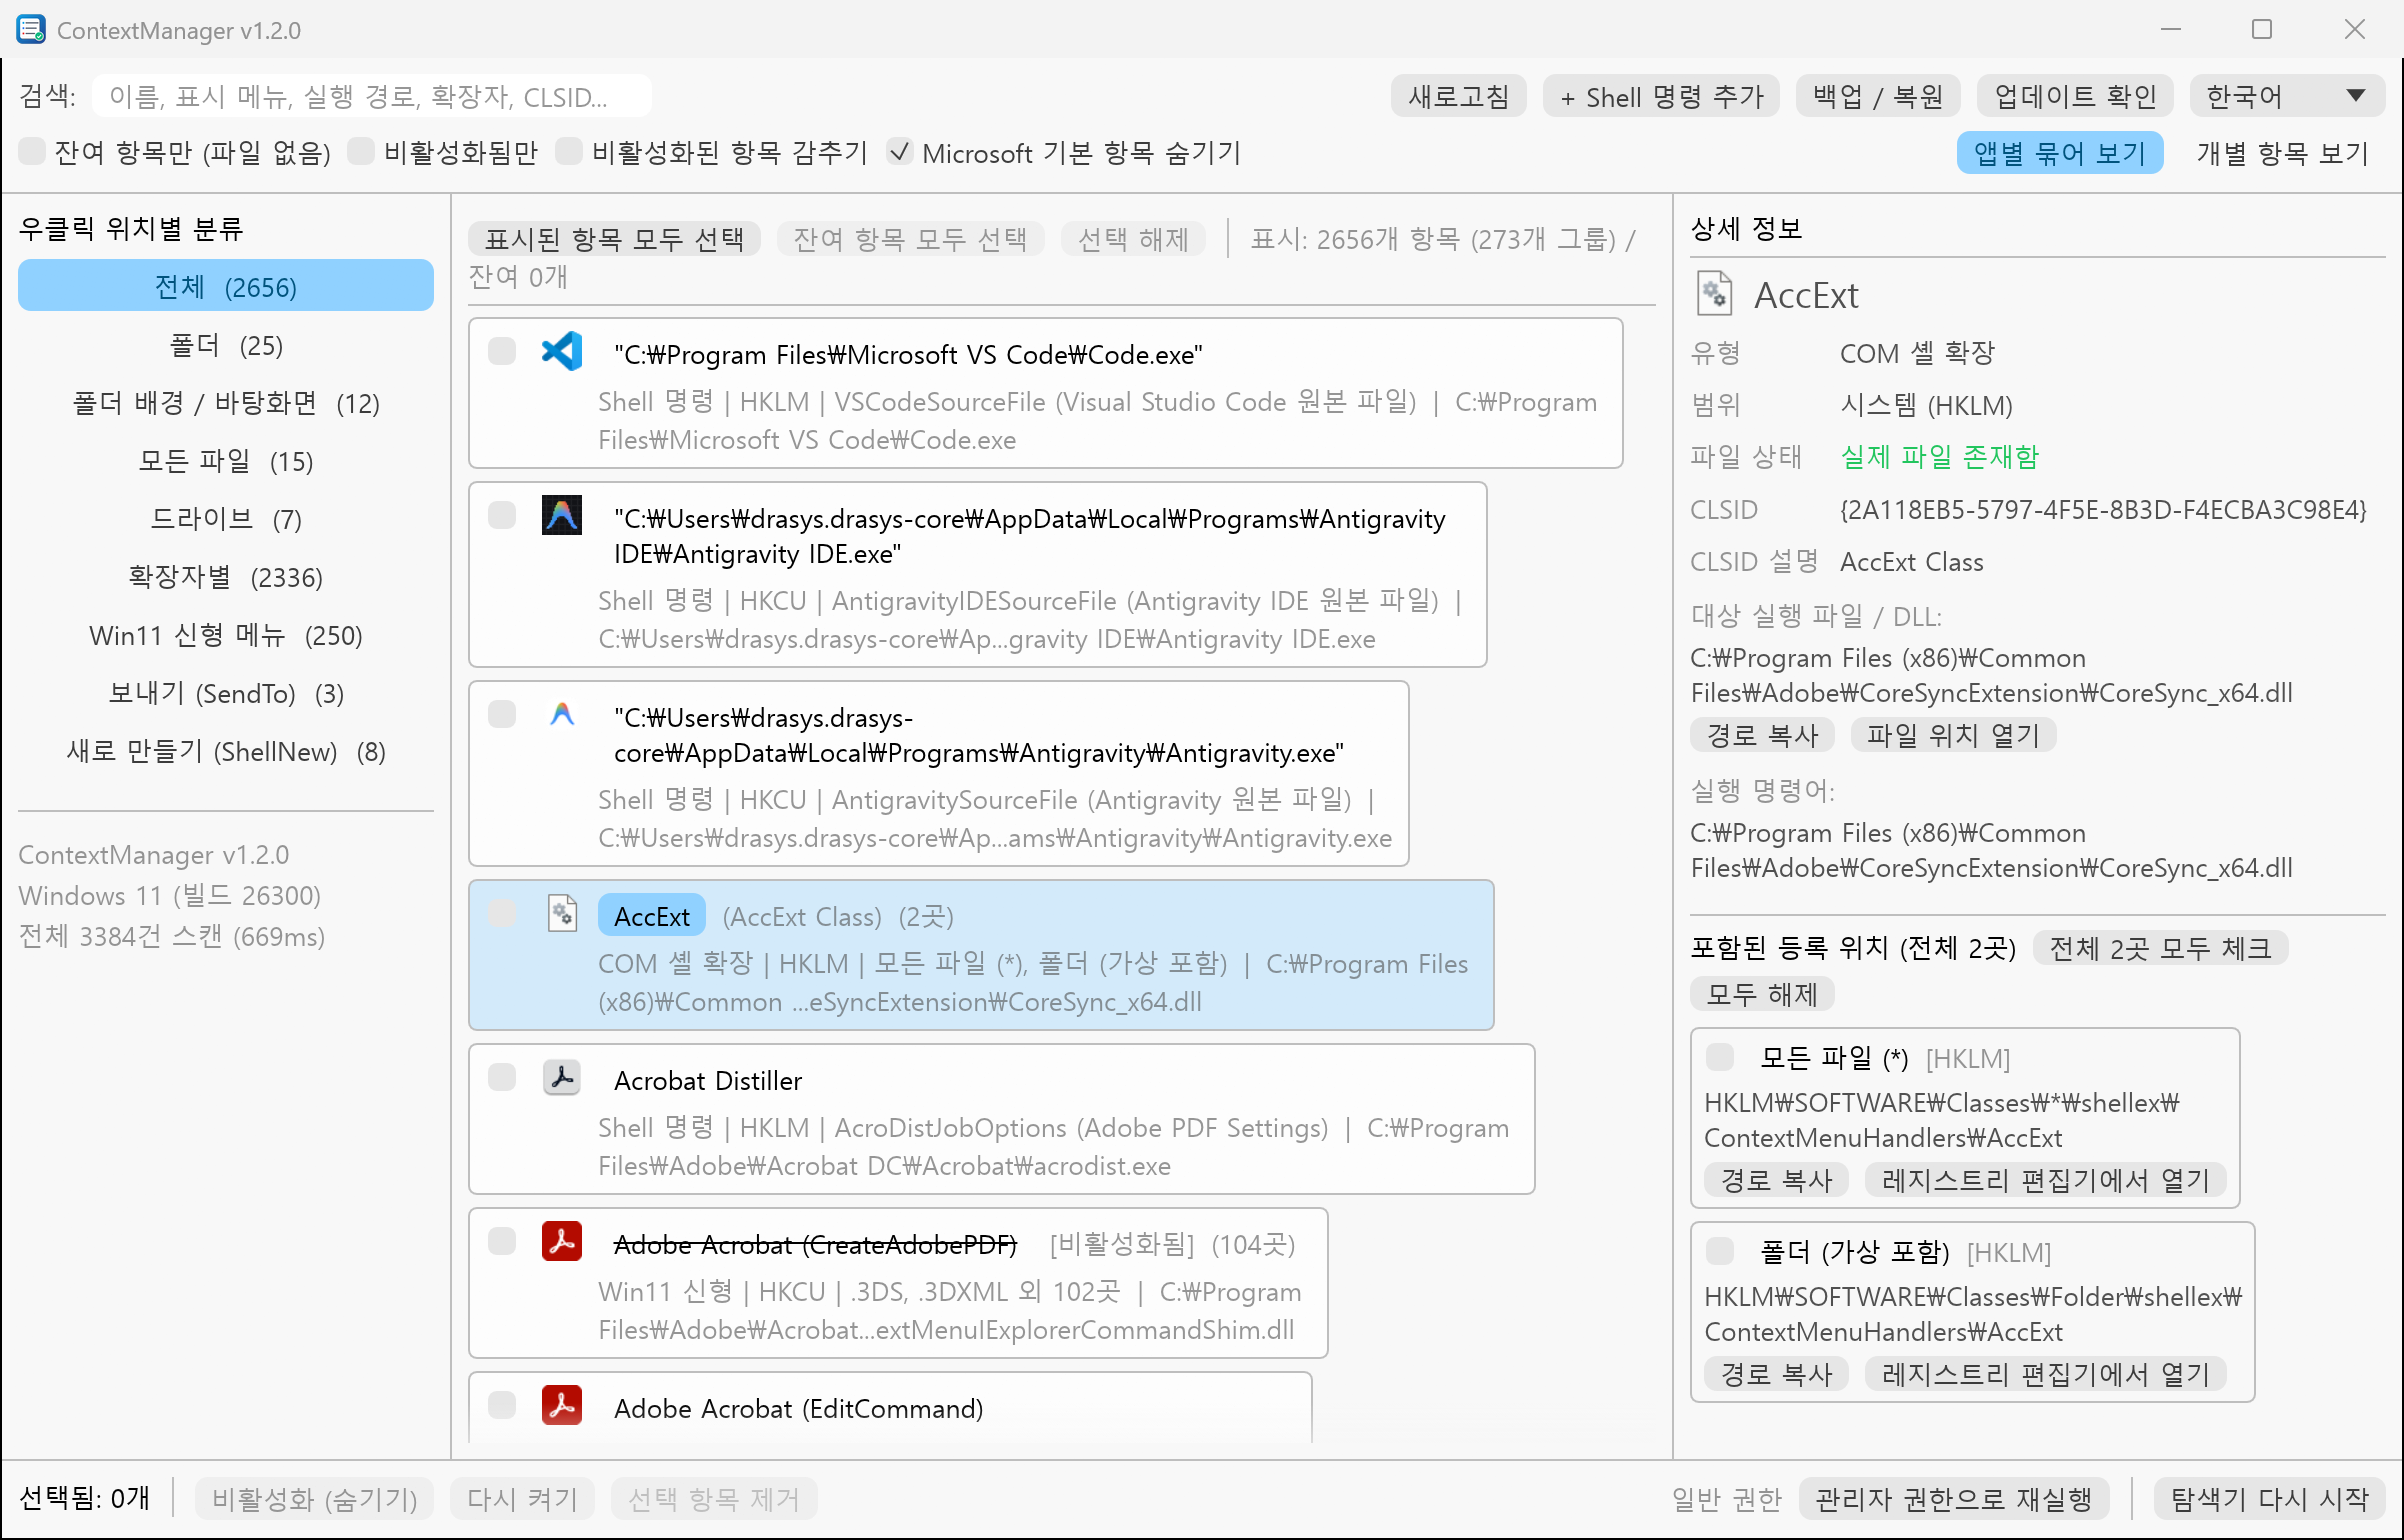 ContextManager v1.2.0
검색: 이름, 표시 메뉴, 실행 경로, 확장자, CLSID... 새로고침 + Shell 명령 추가 백업 / 복원 업데이트 확인 한국어
잔여 항목만 (파일 없음) 비활성화됨만 비활성화된 항목 감추기 Microsoft 기본 항목 숨기기 앱별 묶어 보기 개별 항목 보기
우클릭 위치별 분류
전체 (2656)
폴더 (25)
폴더 배경 / 바탕화면 (12)
모든 파일 (15)
드라이브 (7)
확장자별 (2336)
Win11 신형 메뉴 (250)
보내기 (SendTo) (3)
새로 만들기 (ShellNew) (8)
ContextManager v1.2.0
Windows 11 (빌드 26300)
전체 3384건 스캔 (669ms)
표시된 항목 모두 선택 잔여 항목 모두 선택 선택 해제 표시: 2656개 항목 (273개 그룹) /
잔여 0개
"C:₩Program Files₩Microsoft VS Code₩Code.exe"
Shell 명령 | HKLM | VSCodeSourceFile (Visual Studio Code 원본 파일) | C:₩Program
Files₩Microsoft VS Code₩Code.exe
"C:₩Users₩drasys.drasys-core₩AppData₩Local₩Programs₩Antigravity
IDE₩Antigravity IDE.exe"
Shell 명령 | HKCU | AntigravityIDESourceFile (Antigravity IDE 원본 파일) |
C:₩Users₩drasys.drasys-core₩Ap...gravity IDE₩Antigravity IDE.exe
"C:₩Users₩drasys.drasys-
core₩AppData₩Local₩Programs₩Antigravity₩Antigravity.exe"
Shell 명령 | HKCU | AntigravitySourceFile (Antigravity 원본 파일) |
C:₩Users₩drasys.drasys-core₩Ap...ams₩Antigravity₩Antigravity.exe
AccExt (AccExt Class) (2곳)
COM 셸 확장 | HKLM | 모든 파일 (*), 폴더 (가상 포함) | C:₩Program Files
(x86)₩Common ...eSyncExtension₩CoreSync_x64.dll
Acrobat Distiller
Shell 명령 | HKLM | AcroDistJobOptions (Adobe PDF Settings) | C:₩Program
Files₩Adobe₩Acrobat DC₩Acrobat₩acrodist.exe
Adobe Acrobat (CreateAdobePDF) [비활성화됨] (104곳)
Win11 신형 | HKCU | .3DS, .3DXML 외 102곳 | C:₩Program
Files₩Adobe₩Acrobat...extMenuIExplorerCommandShim.dll
Adobe Acrobat (EditCommand)
상세 정보
AccExt
유형 COM 셸 확장
범위 시스템 (HKLM)
파일 상태 실제 파일 존재함
CLSID {2A118EB5-5797-4F5E-8B3D-F4ECBA3C98E4}
CLSID 설명 AccExt Class
대상 실행 파일 / DLL:
C:₩Program Files (x86)₩Common
Files₩Adobe₩CoreSyncExtension₩CoreSync_x64.dll
경로 복사 파일 위치 열기
실행 명령어:
C:₩Program Files (x86)₩Common
Files₩Adobe₩CoreSyncExtension₩CoreSync_x64.dll
포함된 등록 위치 (전체 2곳) 전체 2곳 모두 체크
모두 해제
모든 파일 (*) [HKLM]
HKLM₩SOFTWARE₩Classes₩*₩shellex₩
ContextMenuHandlers₩AccExt
경로 복사 레지스트리 편집기에서 열기
폴더 (가상 포함) [HKLM]
HKLM₩SOFTWARE₩Classes₩Folder₩shellex₩
ContextMenuHandlers₩AccExt
경로 복사 레지스트리 편집기에서 열기
선택됨: 0개 비활성화 (숨기기) 다시 켜기 선택 항목 제거 일반 권한 관리자 권한으로 재실행 탐색기 다시 시작